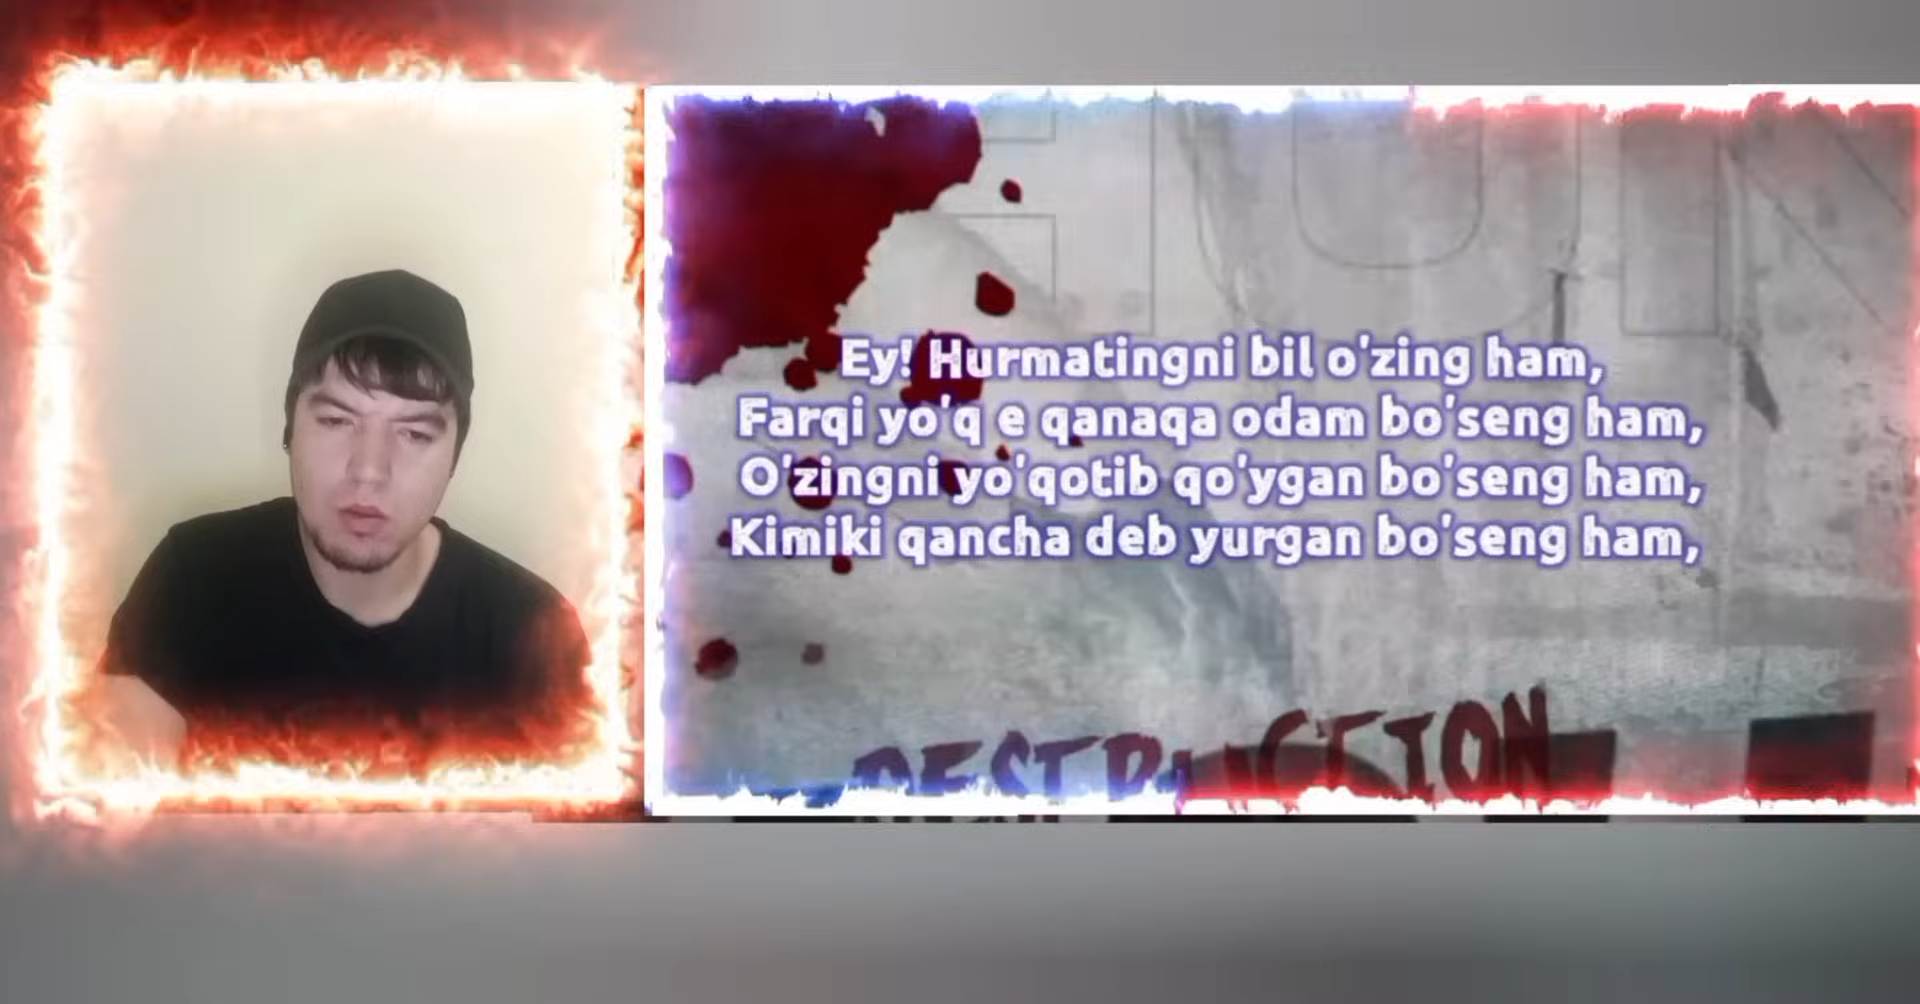 Ey! Hurmatingni bil o'zing ham,
Farqi yo'q e qanaqa odam bo'seng ham,
O'zingni yo'qotib qo'ygan bo'seng ham,
Kimiki qancha deb yurgan bo'seng ham,
DESTRUCTION